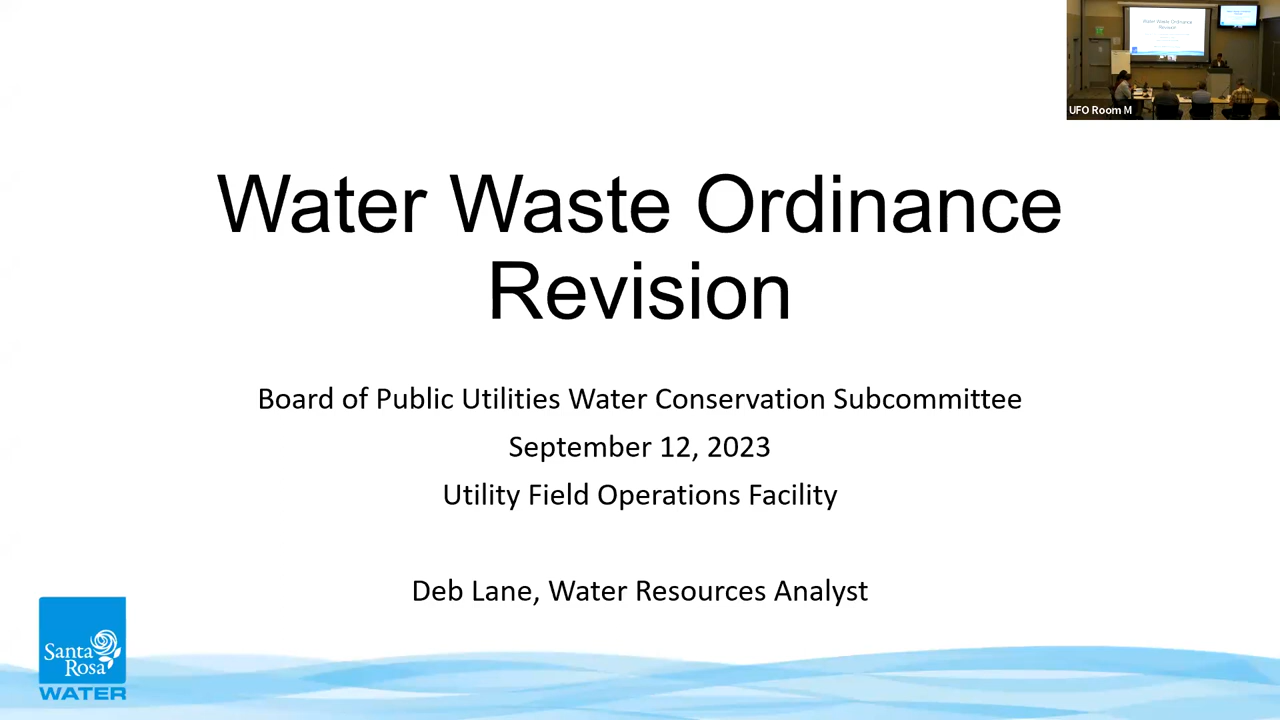 UFO Room M
Water Waste Ordinance
Revision
Board of Public Utilities Water Conservation Subcommittee
September 12, 2023
Utility Field Operations Facility
Deb Lane, Water Resources Analyst
Santa
Rosa
WATER